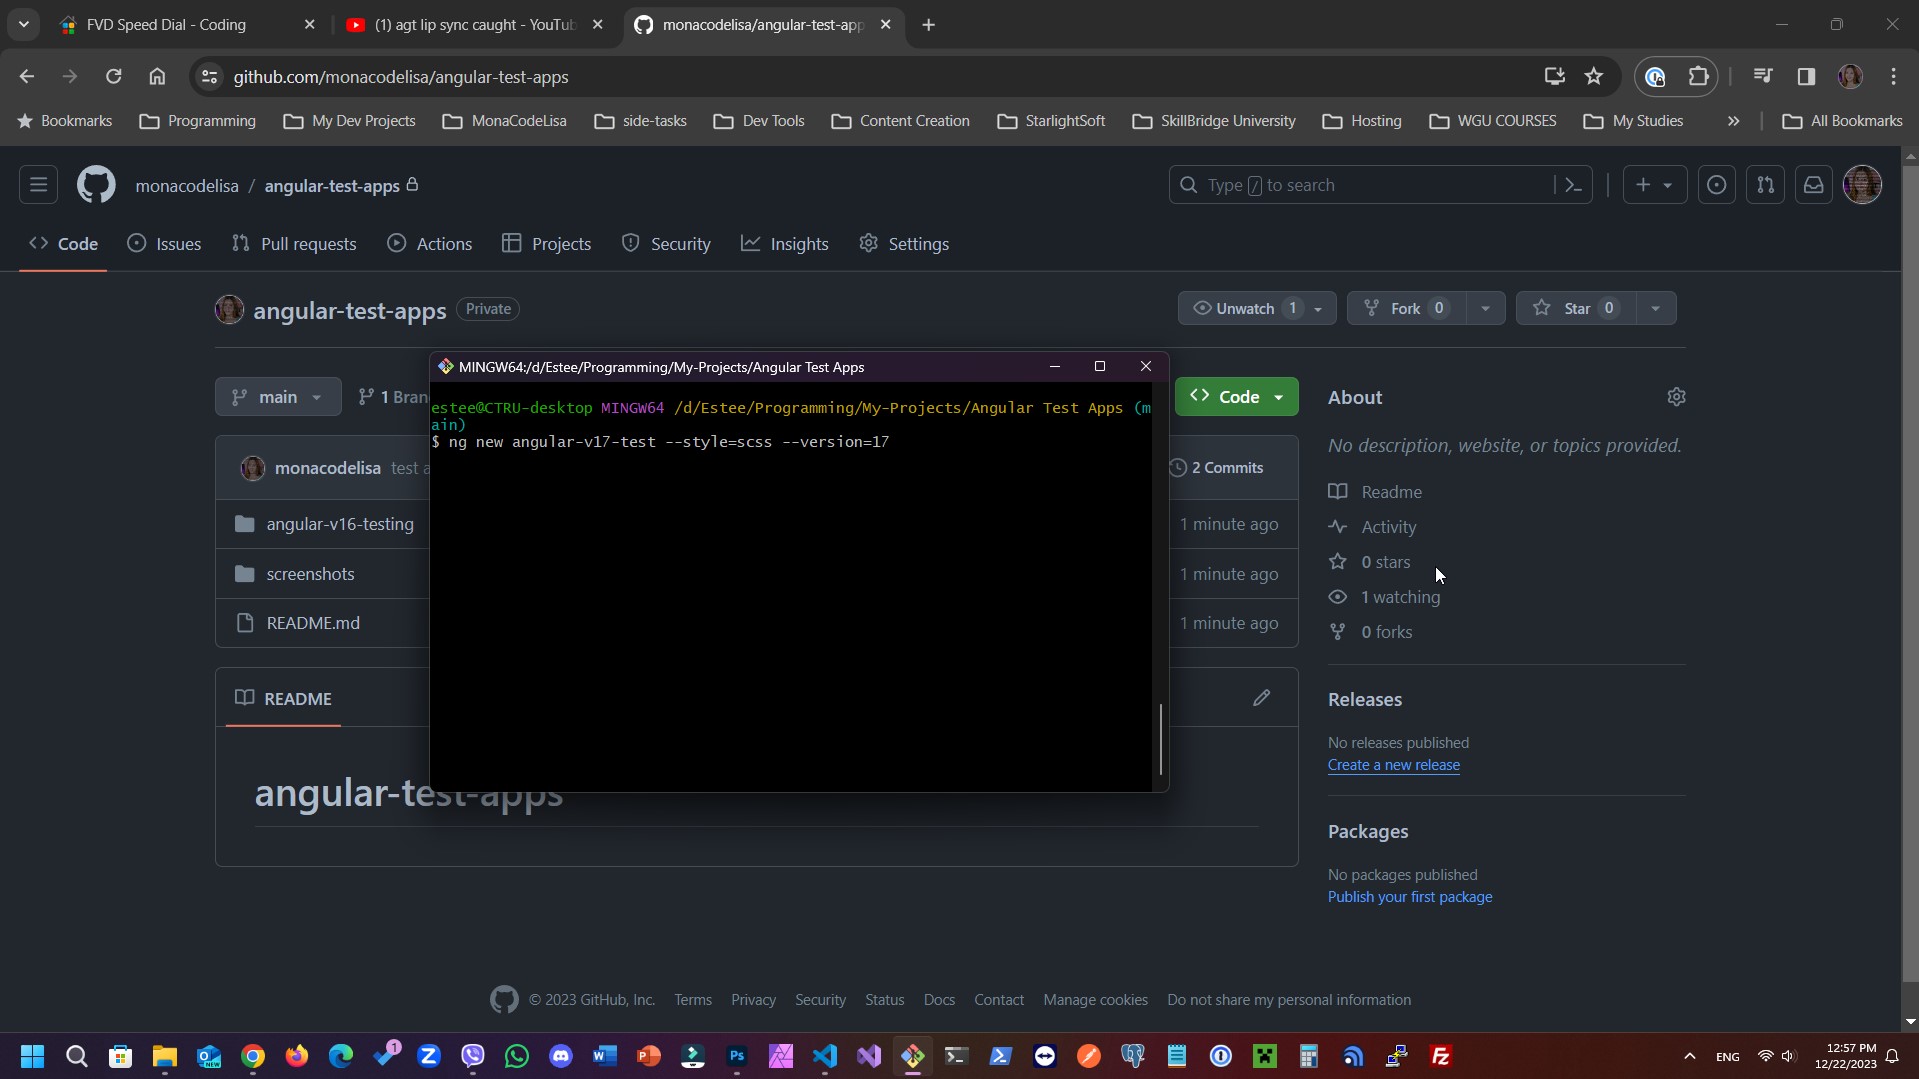 FVD Speed Dial - Coding
(1) agt lip sync caught - YouTub
monacodelisa/angular-test-app
github.com/monacodelisa/angular-test-apps
Bookmarks
Programming
My Dev Projects
MonaCodeLisa
side-tasks
Dev Tools
Content Creation
StarlightSoft
SkillBridge University
Hosting
WGU COURSES
My Studies
»
All Bookmarks
monacodelisa / angular-test-apps
Type / to search
Code
Issues
Pull requests
Actions
Projects
Security
Insights
Settings
angular-test-apps
Private
Unwatch 1
Fork 0
Star 0
main
1 Bran
Code
About
MINGW64:/d/Estee/Programming/My-Projects/Angular Test Apps
estee@CTRU-desktop MINGW64 /d/Estee/Programming/My-Projects/Angular Test Apps (m
ain)
$ ng new angular-v17-test --style=scss --version=17
No description, website, or topics provided.
monacodelisa test a
2 Commits
Readme
angular-v16-testing
1 minute ago
Activity
0 stars
screenshots
1 minute ago
1 watching
README.md
1 minute ago
0 forks
README
Releases
No releases published
Create a new release
angular-test-apps
Packages
No packages published
Publish your first package
© 2023 GitHub, Inc.
Terms
Privacy
Security
Status
Docs
Contact
Manage cookies
Do not share my personal information
1
ENG
12:57 PM
12/22/2023